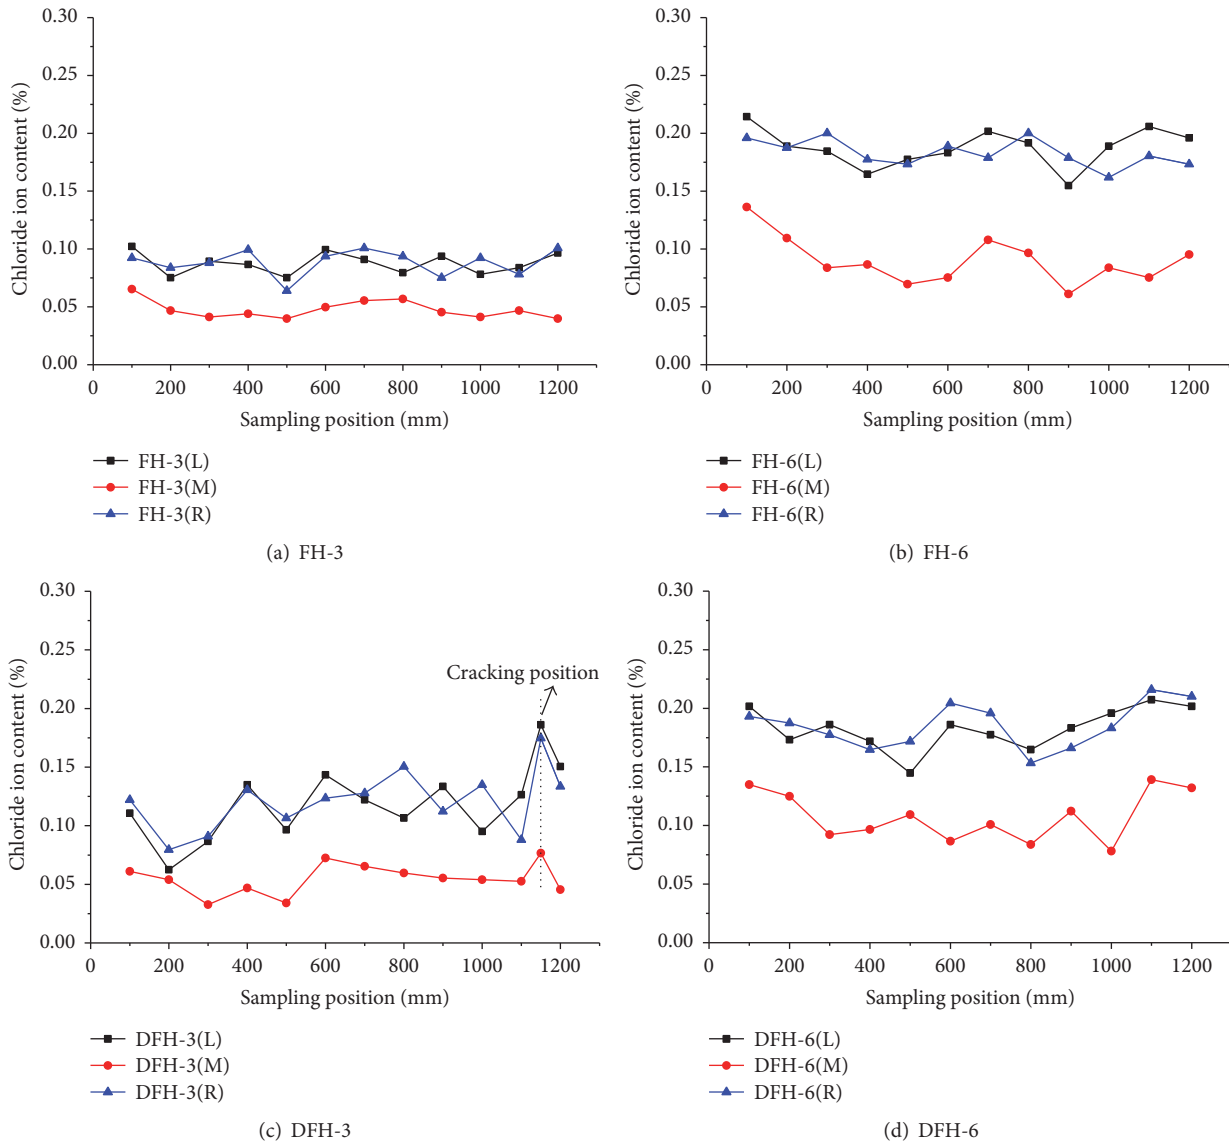 0.30
0.25
0.20
0.15
0.10
0.05
0.00
Chloride ion content (%)
0 200 400 600 800 1000 1200
Sampling position (mm)
FH-3(L)
FH-3(M)
FH-3(R)
(a) FH-3
0.30
0.25
0.20
0.15
0.10
0.05
0.00
Chloride ion content (%)
0 200 400 600 800 1000 1200
Sampling position (mm)
FH-6(L)
FH-6(M)
FH-6(R)
(b) FH-6
0.30
0.25
0.20
0.15
0.10
0.05
0.00
Chloride ion content (%)
Cracking position
0 200 400 600 800 1000 1200
Sampling position (mm)
DFH-3(L)
DFH-3(M)
DFH-3(R)
(c) DFH-3
0.30
0.25
0.20
0.15
0.10
0.05
0.00
Chloride ion content (%)
0 200 400 600 800 1000 1200
Sampling position (mm)
DFH-6(L)
DFH-6(M)
DFH-6(R)
(d) DFH-6